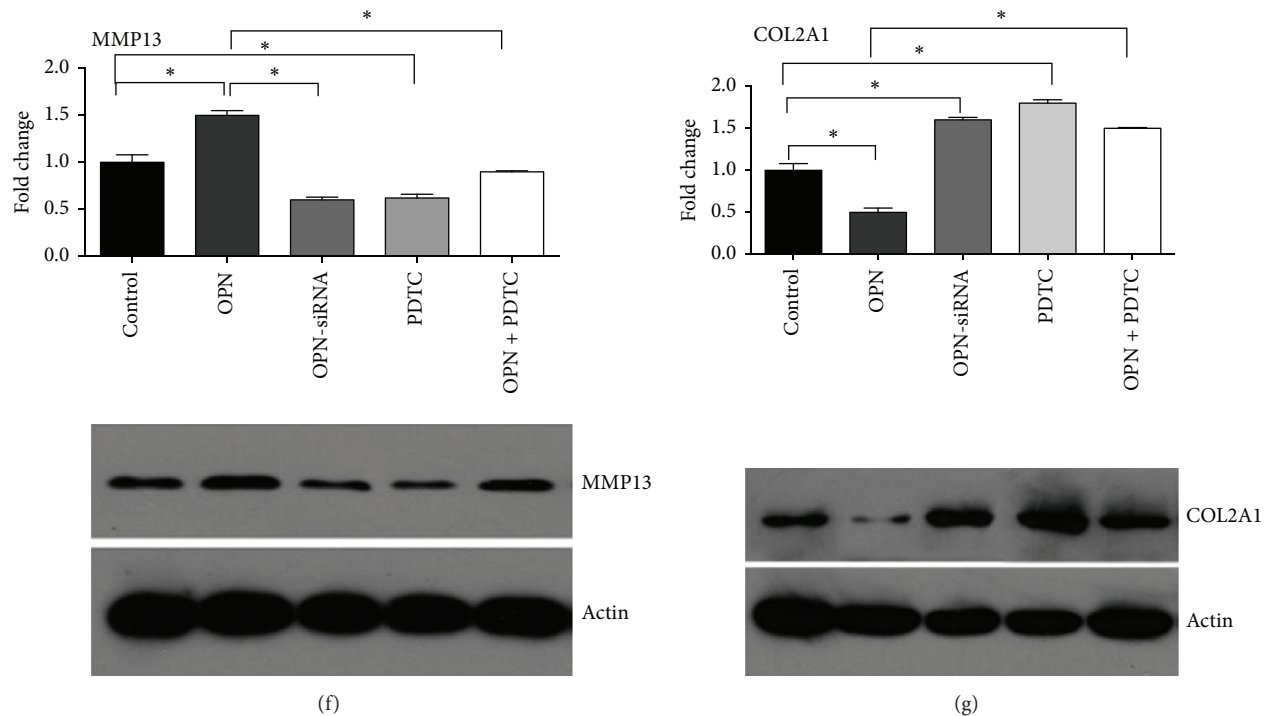 MMP13
*
*
*
*
2.0
1.5
1.0
0.5
0.0
Fold change
Control
OPN
OPN-siRNA
PDTC
OPN + PDTC
MMP13
Actin
(f)
COL2A1
*
*
*
*
2.0
1.5
1.0
0.5
0.0
Fold change
Control
OPN
OPN-siRNA
PDTC
OPN + PDTC
COL2A1
Actin
(g)